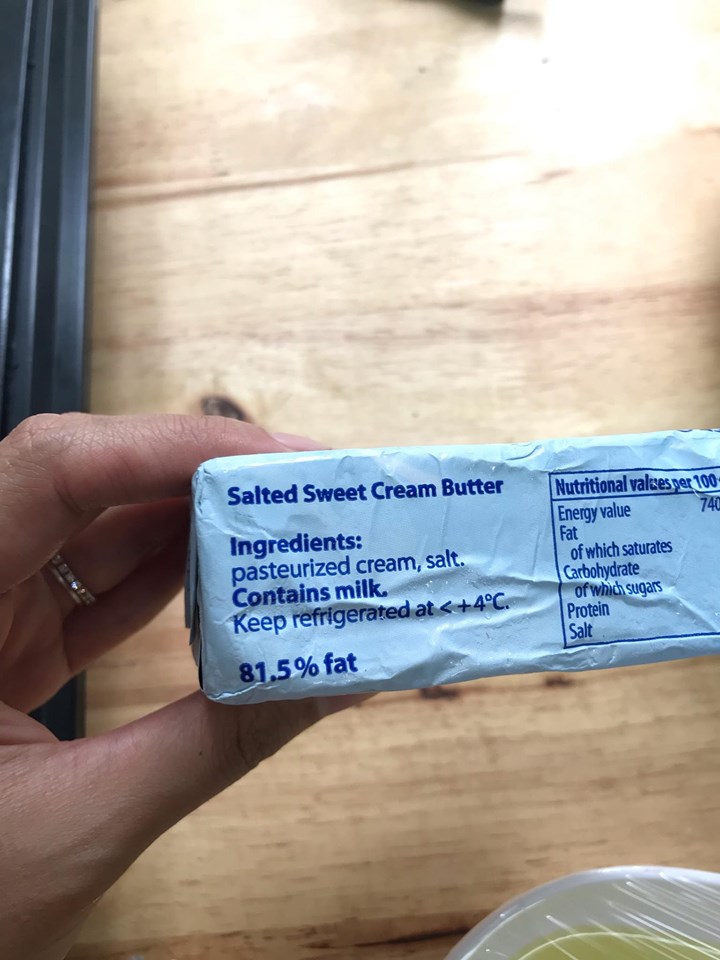 Salted Sweet Cream Butter
Ingredients:
pasteurized cream, salt.
Contains milk.
Keep refrigerated at < +4°C.
81.5% fat
Nutritional values per 100
Energy value 740
Fat
of which saturates
Carbohydrate
of which sugars
Protein
Salt